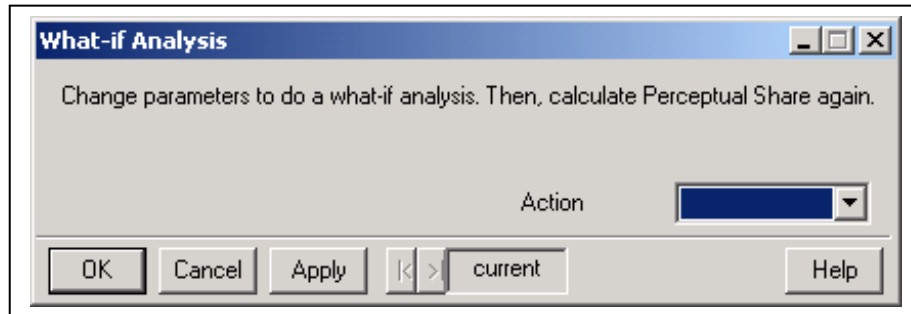 What-if Analysis
Change parameters to do a what-if analysis. Then, calculate Perceptual Share again.
Action
OK Cancel Apply |< >| current Help